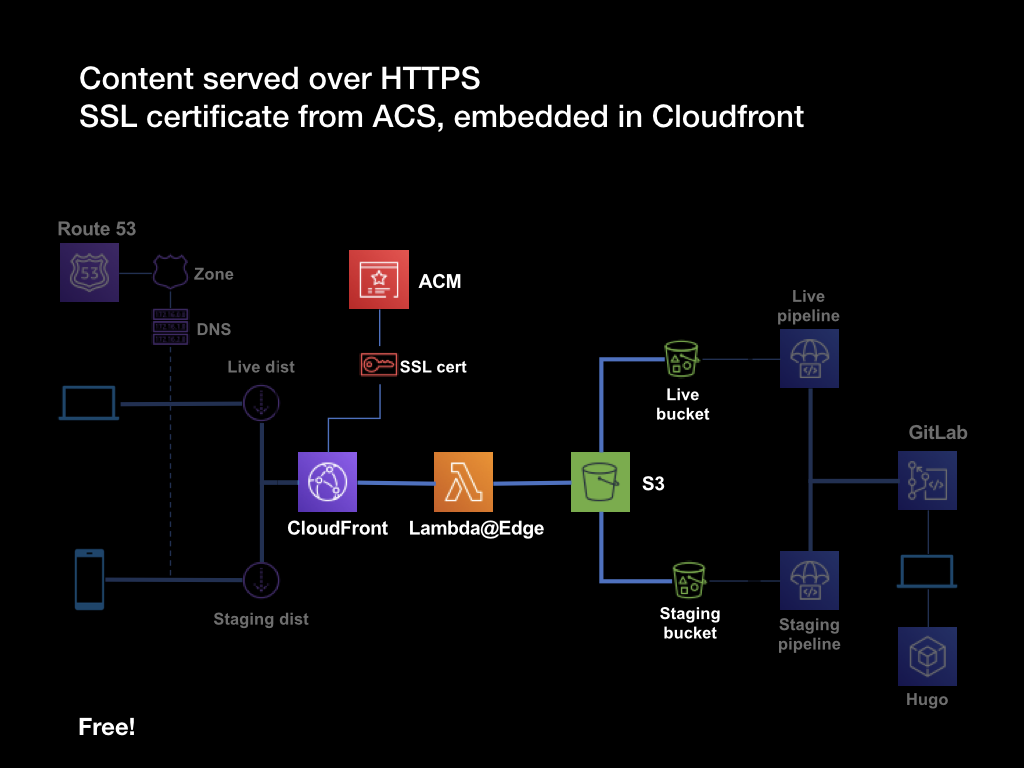 Content served over HTTPS
SSL certificate from ACS, embedded in Cloudfront
Route 53
53
Zone
DNS
ACM
SSL cert
Live dist
Live
pipeline
Live
bucket
GitLab
CloudFront
Lambda@Edge
S3
Staging dist
Staging
bucket
Staging
pipeline
Hugo
Free!